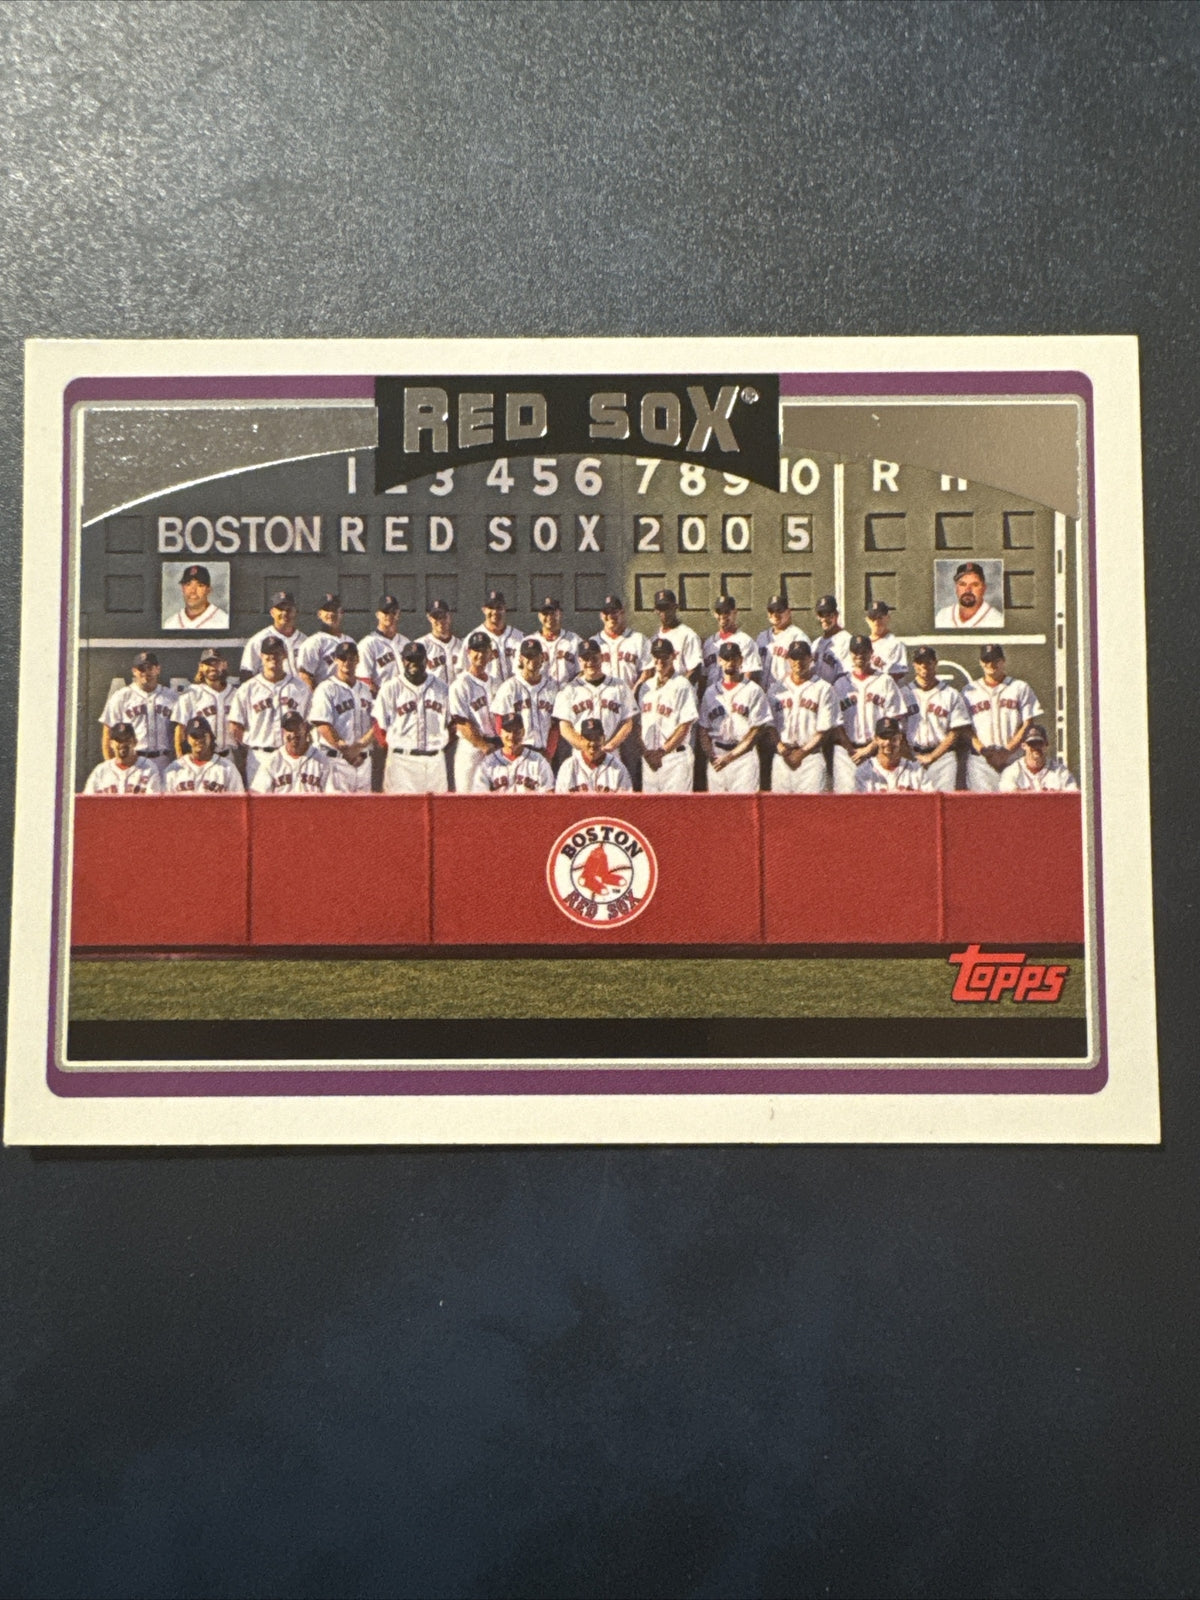 RED SOX®
1 2 3 4 5 6 7 8 9 10 R H
BOSTON RED SOX 2005
BOSTON
RED SOX
topps